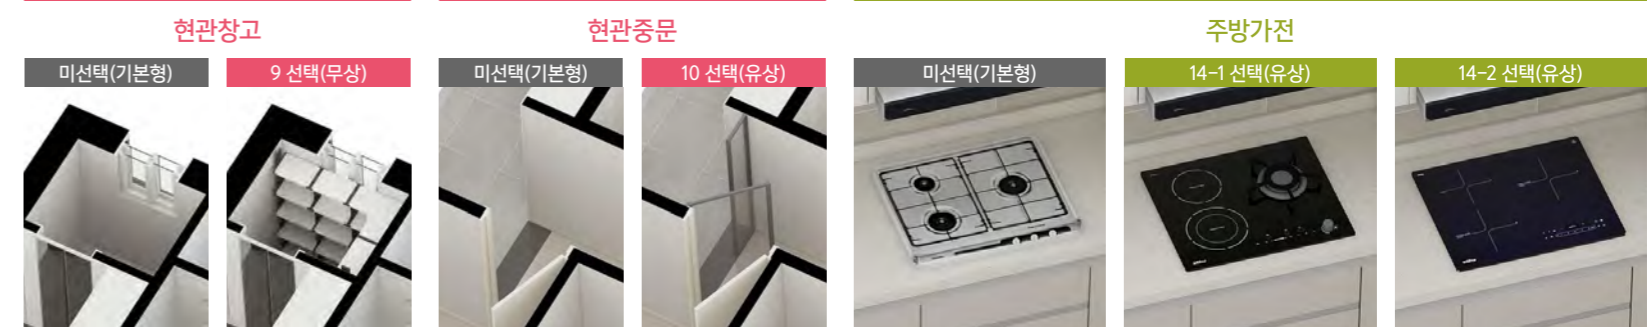 현관창고
현관중문
주방가전
미선택(기본형)
9 선택(무상)
미선택(기본형)
10 선택(유상)
미선택(기본형)
14-1 선택(유상)
14-2 선택(유상)